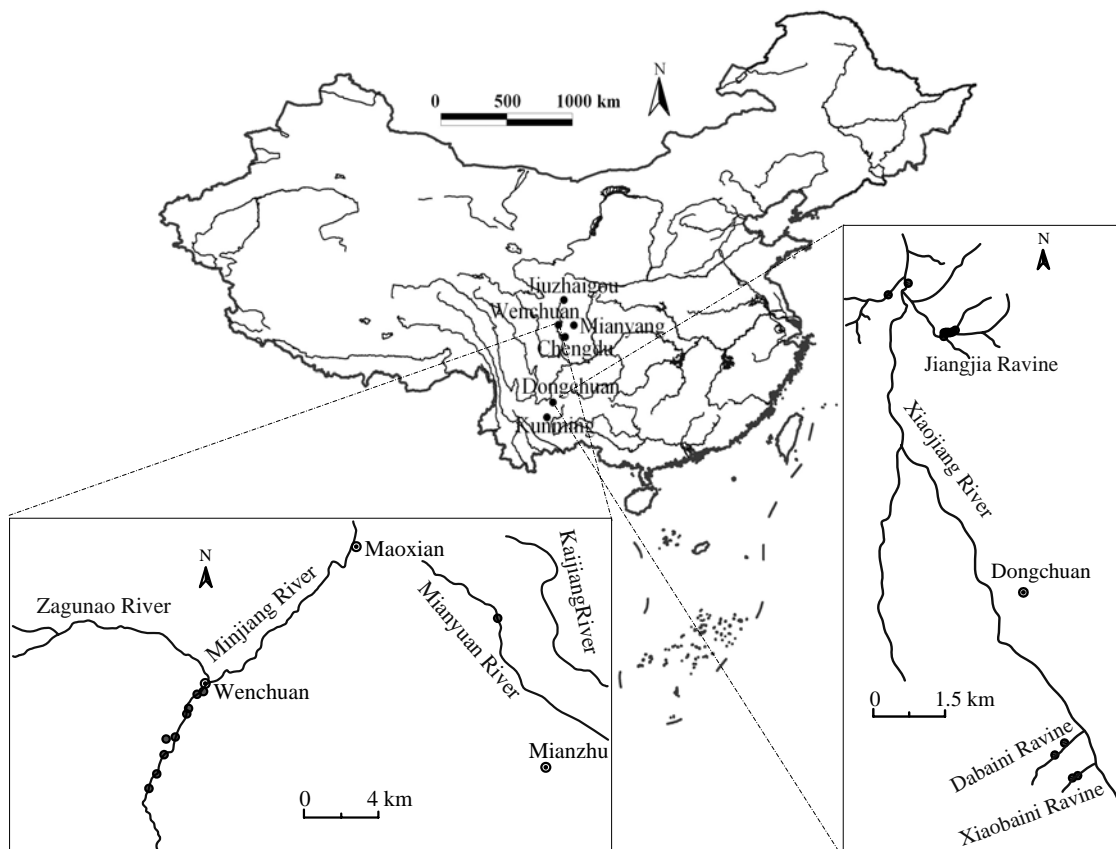 N
0 500 1000 km
Jiuzhaigou
Wenchuan
Mianyang
Chengdu
Dongchuan
Kunming
N
Jiangjia Ravine
Xiaojiang River
Dongchuan
0 1.5 km
Dabaini Ravine
Xiaobaini Ravine
N
Maoxian
Zagunao River
Minjiang River
Mianyuan River
KaijiangRiver
Wenchuan
Mianzhu
0 4 km